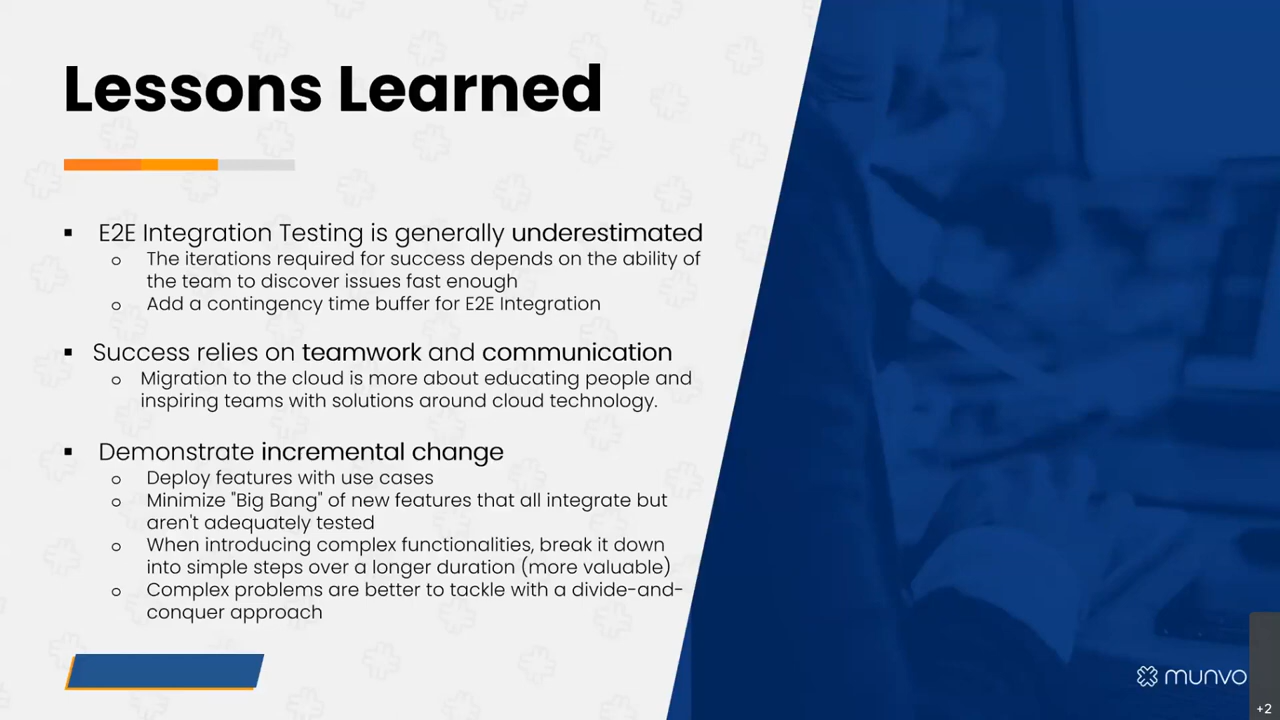 Lessons Learned
▪ E2E Integration Testing is generally underestimated
o The iterations required for success depends on the ability of
the team to discover issues fast enough
o Add a contingency time buffer for E2E Integration
▪ Success relies on teamwork and communication
o Migration to the cloud is more about educating people and
inspiring teams with solutions around cloud technology.
▪ Demonstrate incremental change
o Deploy features with use cases
o Minimize "Big Bang" of new features that all integrate but
aren't adequately tested
o When introducing complex functionalities, break it down
into simple steps over a longer duration (more valuable)
o Complex problems are better to tackle with a divide-and-
conquer approach
munvo
+2